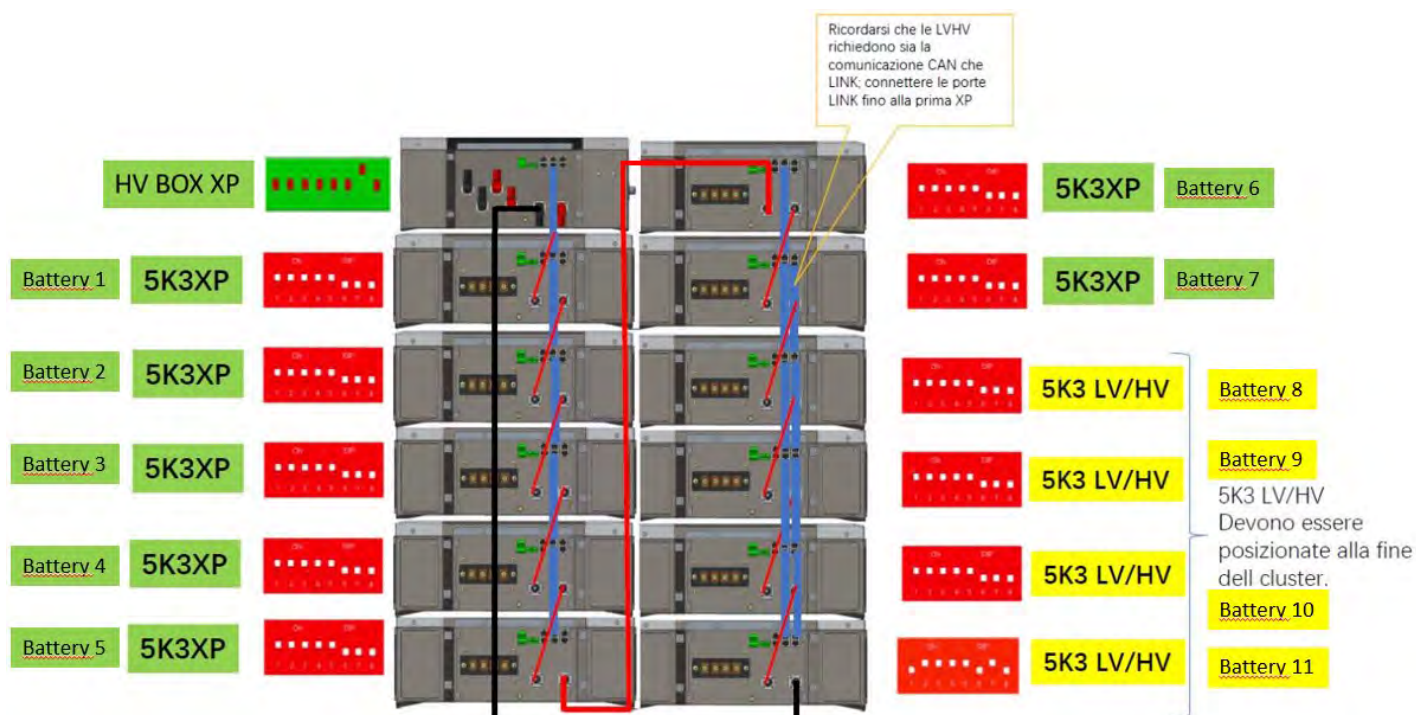 Ricordarsi che le LVHV
richiedono sia la
comunicazione CAN che
LINK; connettere le porte
LINK fino alla prima XP
HV BOX XP
5K3XP
Battery 6
Battery 1
5K3XP
5K3XP
Battery 7
Battery 2
5K3XP
5K3 LV/HV
Battery 8
Battery 3
5K3XP
5K3 LV/HV
Battery 9
5K3 LV/HV
Devono essere
posizionate alla fine
dell cluster.
Battery 4
5K3XP
5K3 LV/HV
Battery 10
Battery 5
5K3XP
5K3 LV/HV
Battery 11